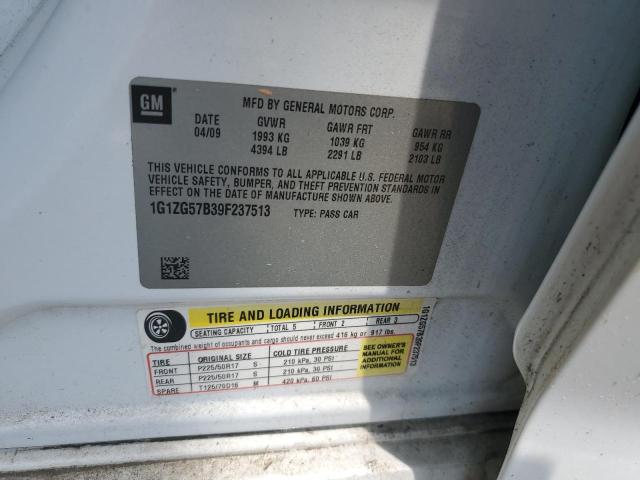 GM
MFD BY GENERAL MOTORS CORP.
DATE GVWR GAWR FRT GAWR RR
04/09 1993 KG 1039 KG 954 KG
4394 LB 2291 LB 2103 LB
THIS VEHICLE CONFORMS TO ALL APPLICABLE U.S. FEDERAL MOTOR
VEHICLE SAFETY, BUMPER, AND THEFT PREVENTION STANDARDS IN
EFFECT ON THE DATE OF MANUFACTURE SHOWN ABOVE.
1G1ZG57B39F237513 TYPE: PASS CAR
TIRE AND LOADING INFORMATION
SEATING CAPACITY TOTAL 5 FRONT 2 REAR 3
The combined weight of occupants and cargo should never exceed 416 kg or 917 lbs.
TIRE ORIGINAL SIZE COLD TIRE PRESSURE
FRONT P225/50R17 S 210 kPa, 30 PSI
REAR P225/50R17 S 210 kPa, 30 PSI
SPARE T125/70D16 M 420 kPa, 60 PSI
SEE OWNER'S
MANUAL FOR
ADDITIONAL
INFORMATION
1G1ZG57B39F237513